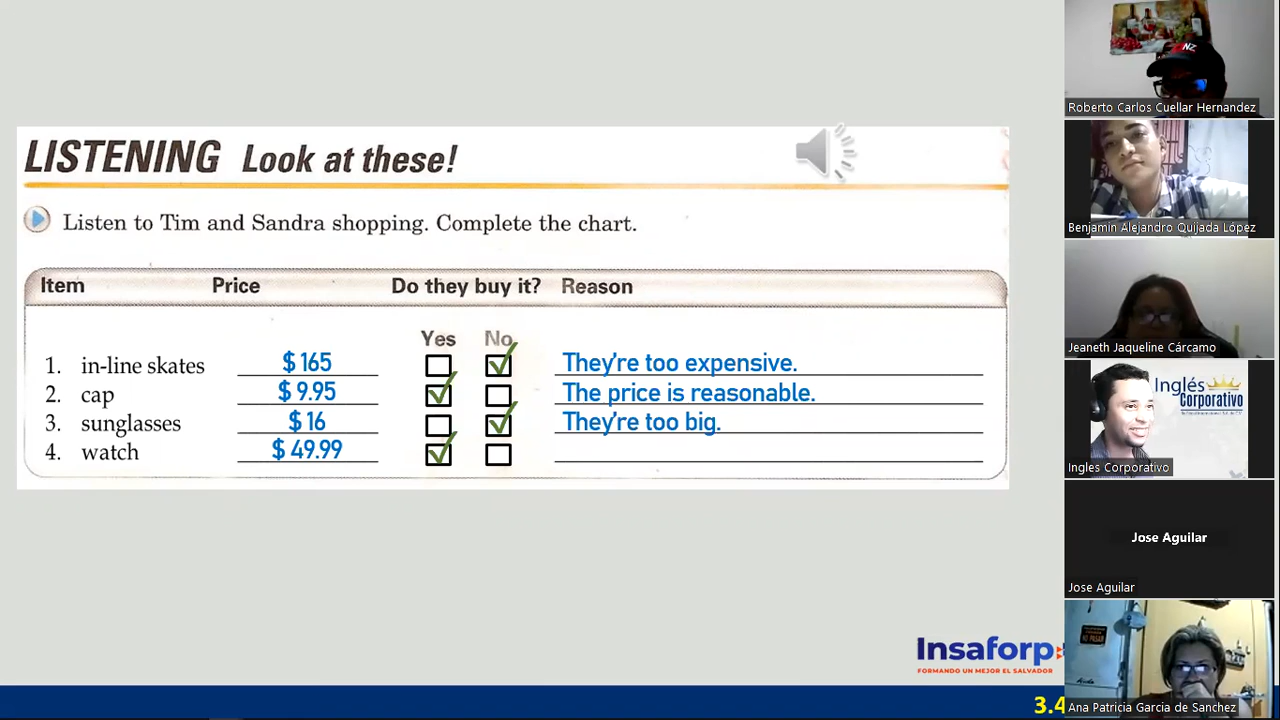 LISTENING Look at these!
Listen to Tim and Sandra shopping. Complete the chart.
Item Price Do they buy it? Reason
Yes No
1. in-line skates $ 165 They're too expensive.
2. cap $ 9.95 The price is reasonable.
3. sunglasses $ 16 They're too big.
4. watch $ 49.99
Insaforp
FORMANDO UN MEJOR EL SALVADOR
3.4
NZ
Roberto Carlos Cuellar Hernandez
Benjamin Alejandro Quijada López
Jeaneth Jaqueline Cárcamo
Inglés
Corporativo
Ingles Corporativo
Jose Aguilar
Jose Aguilar
NO PASAR
Ana Patricia Garcia de Sanchez